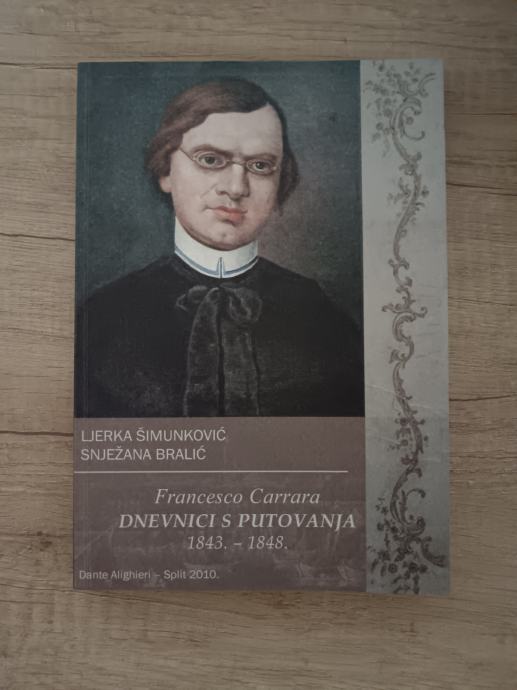 LJERKA ŠIMUNKOVIĆ
SNJEŽANA BRALIĆ
Francesco Carrara
DNEVNICI S PUTOVANJA
1843. – 1848.
Dante Alighieri – Split 2010.